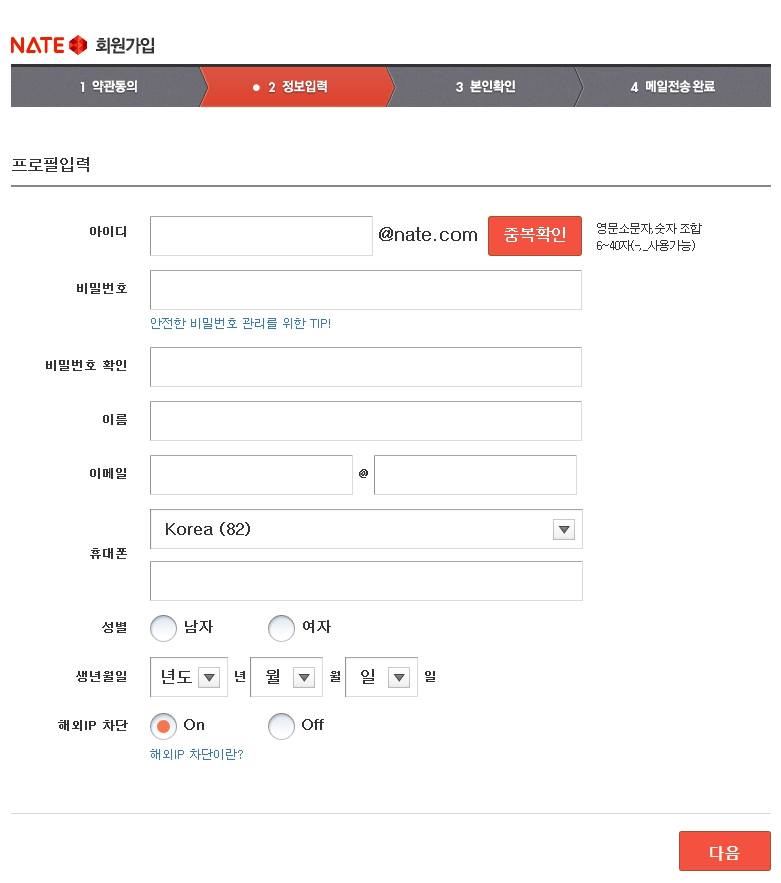 NATE 회원가입
1 약관동의 2 정보입력 3 본인확인 4 메일전송 완료
프로필입력
아이디 @nate.com 중복확인 영문소문자,숫자 조합
6~40자(-,_사용가능)
비밀번호
안전한 비밀번호 관리를 위한 TIP!
비밀번호 확인
이름
이메일 @
Korea (82)
휴대폰
성별 남자 여자
생년월일 년도 년 월 월 일 일
해외IP 차단 On Off
해외IP 차단이란?
다음